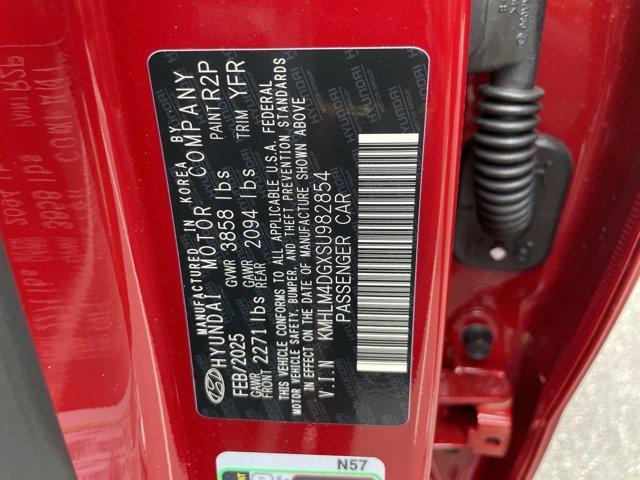 MANUFACTURED IN KOREA BY
HYUNDAI MOTOR COMPANY
FEB/2025 GVWR 3858 lbs PAINT R2P
GAWR FRONT 2271 lbs GAWR REAR 2094 lbs TRIM YFR
THIS VEHICLE CONFORMS TO ALL APPLICABLE U.S.A. FEDERAL
MOTOR VEHICLE SAFETY, BUMPER, AND THEFT PREVENTION STANDARDS
IN EFFECT ON THE DATE OF MANUFACTURE SHOWN ABOVE
V.I.N KMHLM4DGXSU982854
PASSENGER CAR
N57